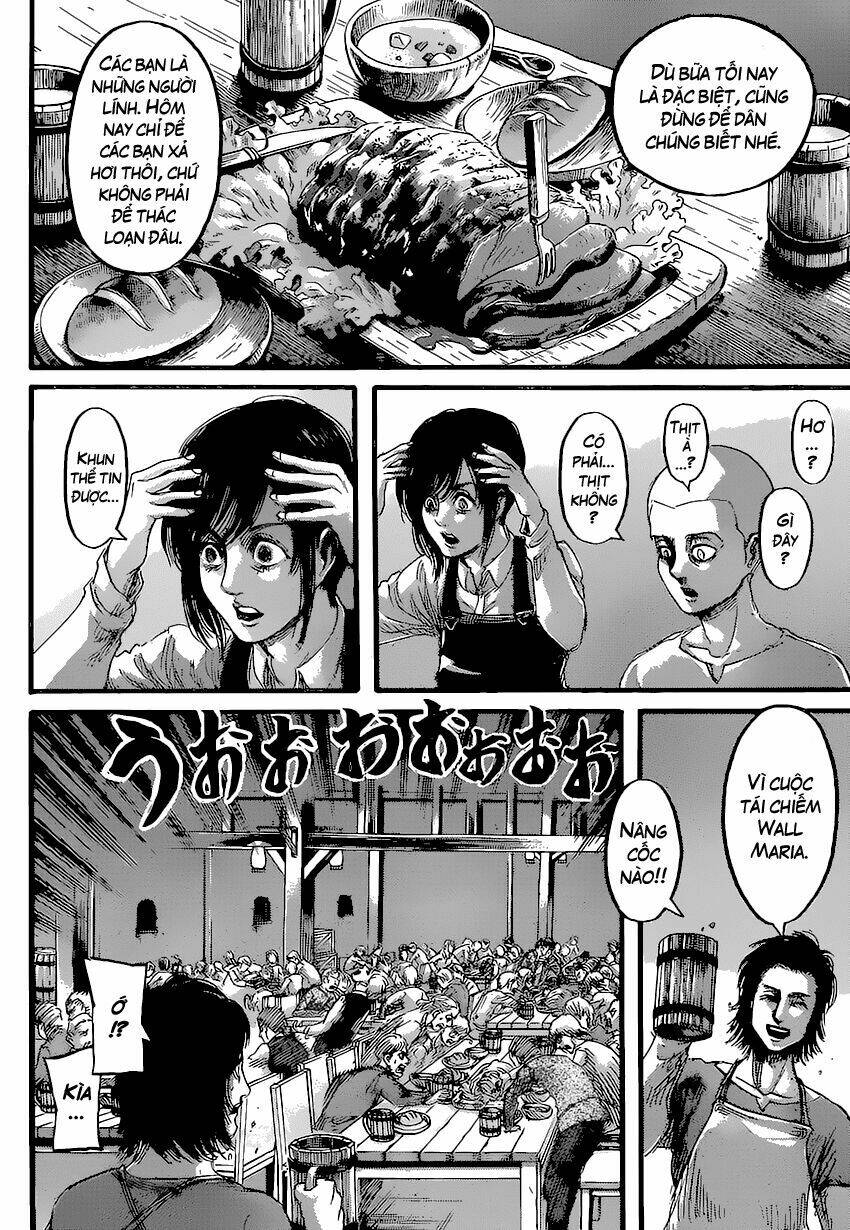 DÙ BỮA TỐI NAY
LÀ ĐẶC BIỆT, CŨNG
ĐỪNG ĐỂ DÂN
CHÚNG BIẾT NHÉ.
CÁC BẠN LÀ
NHỮNG NGƯỜI
LÍNH. HÔM
NAY CHỈ ĐỂ
CÁC BẠN XẢ
HƠI THÔI, CHỨ
KHÔNG PHẢI
ĐỂ THÁC
LOẠN ĐÂU.
HƠ
...
?
GÌ
ĐÂY
?
THỊT
À
...?
CÓ
PHẢI...
THỊT
KHÔNG
?
KHUN
THỂ TIN
ĐƯỢC...
VÌ CUỘC
TÁI CHIẾM
WALL
MARIA.
NÂNG
CỐC
NÀO!!
うおぉおおぉおお
Ớ
!?
KÌA
...